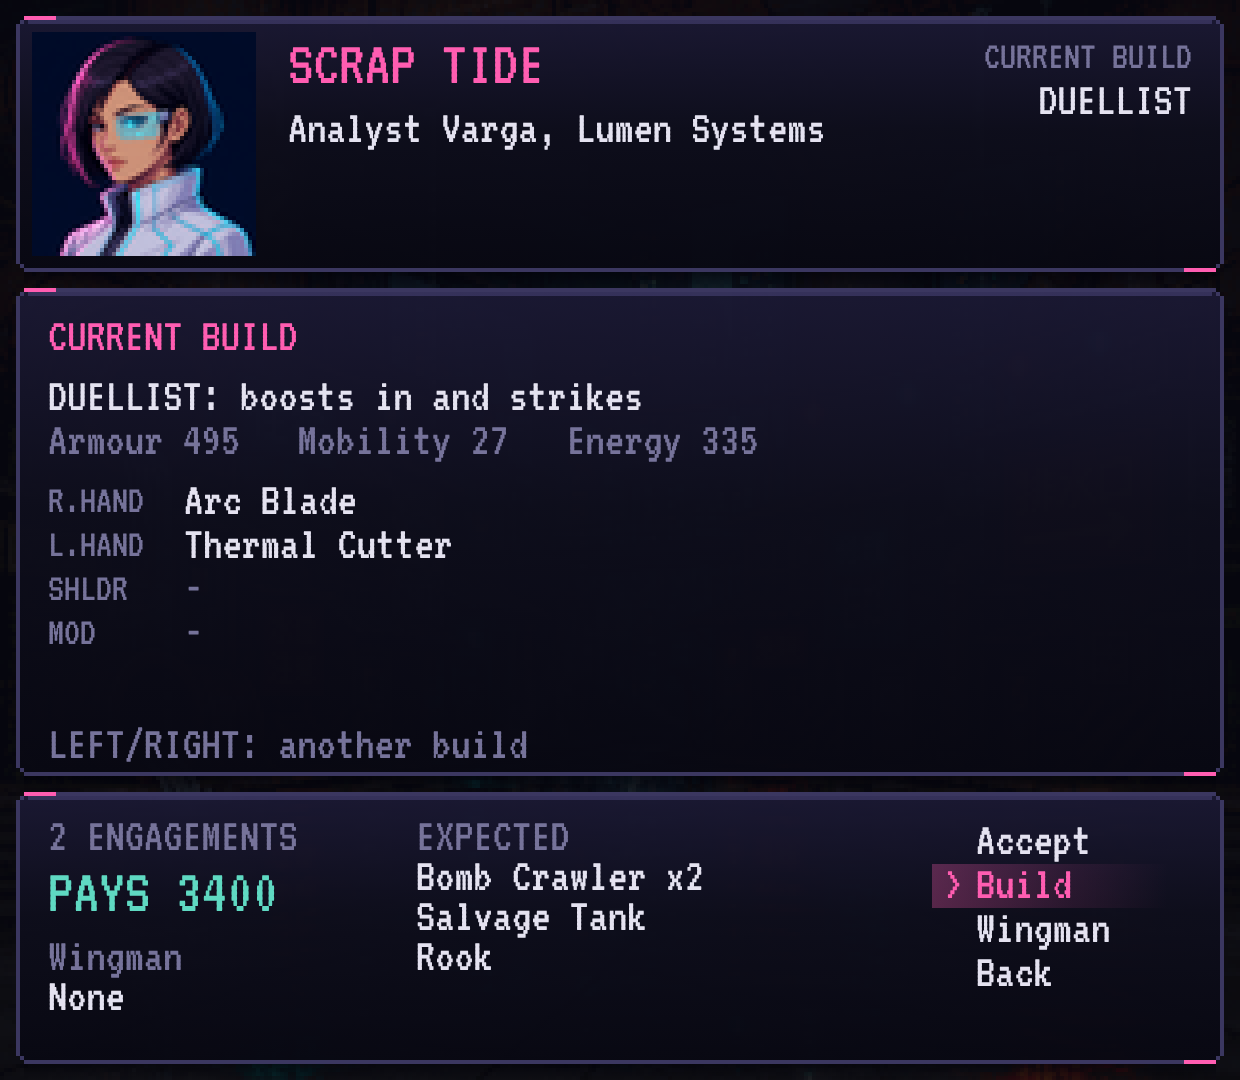 SCRAP TIDE
Analyst Varga, Lumen Systems
CURRENT BUILD
DUELLIST
CURRENT BUILD
DUELLIST: boosts in and strikes
Armour 495 Mobility 27 Energy 335
R.HAND Arc Blade
L.HAND Thermal Cutter
SHLDR -
MOD -
LEFT/RIGHT: another build
2 ENGAGEMENTS
PAYS 3400
Wingman
None
EXPECTED
Bomb Crawler x2
Salvage Tank
Rook
Accept
> Build
Wingman
Back